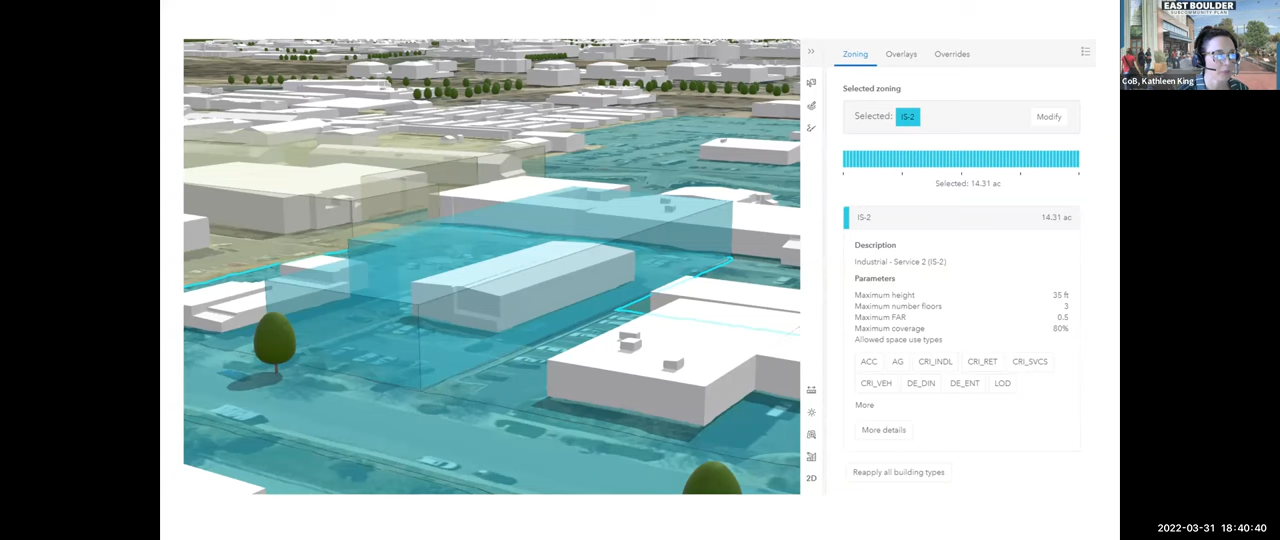 EAST BOULDER
SUBCOMMUNITY PLAN
CoB, Kathleen King
Zoning
Overlays
Overrides
Selected zoning
Selected: IS-2
Modify
Selected: 14.31 ac
IS-2 14.31 ac
Description
Industrial - Service 2 (IS-2)
Parameters
Maximum height 35 ft
Maximum number floors 3
Maximum FAR 0.5
Maximum coverage 80%
Allowed space use types
ACC AG CRI_INDL CRI_RET CRI_SVCS
CRI_VEH DE_DIN DE_ENT LOD
More
More details
Reapply all building types
2D
2022-03-31 18:40:40